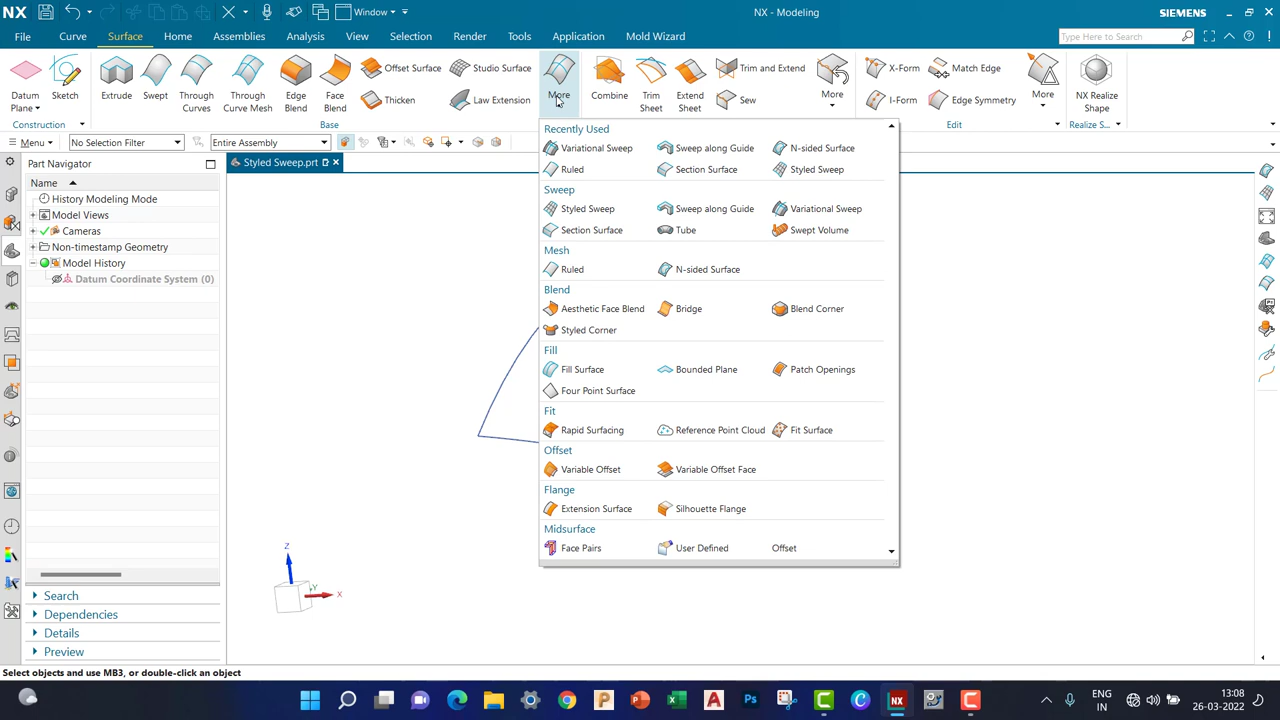 NX
Window
NX - Modeling
SIEMENS
File
Curve
Surface
Home
Assemblies
Analysis
View
Selection
Render
Tools
Application
Mold Wizard
Type Here to Search
Datum Plane
Sketch
Extrude
Swept
Through Curves
Through Curve Mesh
Edge Blend
Face Blend
Offset Surface
Thicken
Studio Surface
Law Extension
More
Combine
Trim Sheet
Extend Sheet
Trim and Extend
Sew
More
X-Form
I-Form
Match Edge
Edge Symmetry
More
NX Realize Shape
Construction
Base
Edit
Realize S...
Menu
No Selection Filter
Entire Assembly
Part Navigator
Styled Sweep.prt
Name
History Modeling Mode
Model Views
Cameras
Non-timestamp Geometry
Model History
Datum Coordinate System (0)
Recently Used
Variational Sweep
Sweep along Guide
N-sided Surface
Ruled
Section Surface
Styled Sweep
Sweep
Styled Sweep
Sweep along Guide
Variational Sweep
Section Surface
Tube
Swept Volume
Mesh
Ruled
N-sided Surface
Blend
Aesthetic Face Blend
Bridge
Blend Corner
Styled Corner
Fill
Fill Surface
Bounded Plane
Patch Openings
Four Point Surface
Fit
Rapid Surfacing
Reference Point Cloud
Fit Surface
Offset
Variable Offset
Variable Offset Face
Flange
Extension Surface
Silhouette Flange
Midsurface
Face Pairs
User Defined
Offset
Z
Y
X
Search
Dependencies
Details
Preview
Select objects and use MB3, or double-click an object
ENG
IN
13:08
26-03-2022